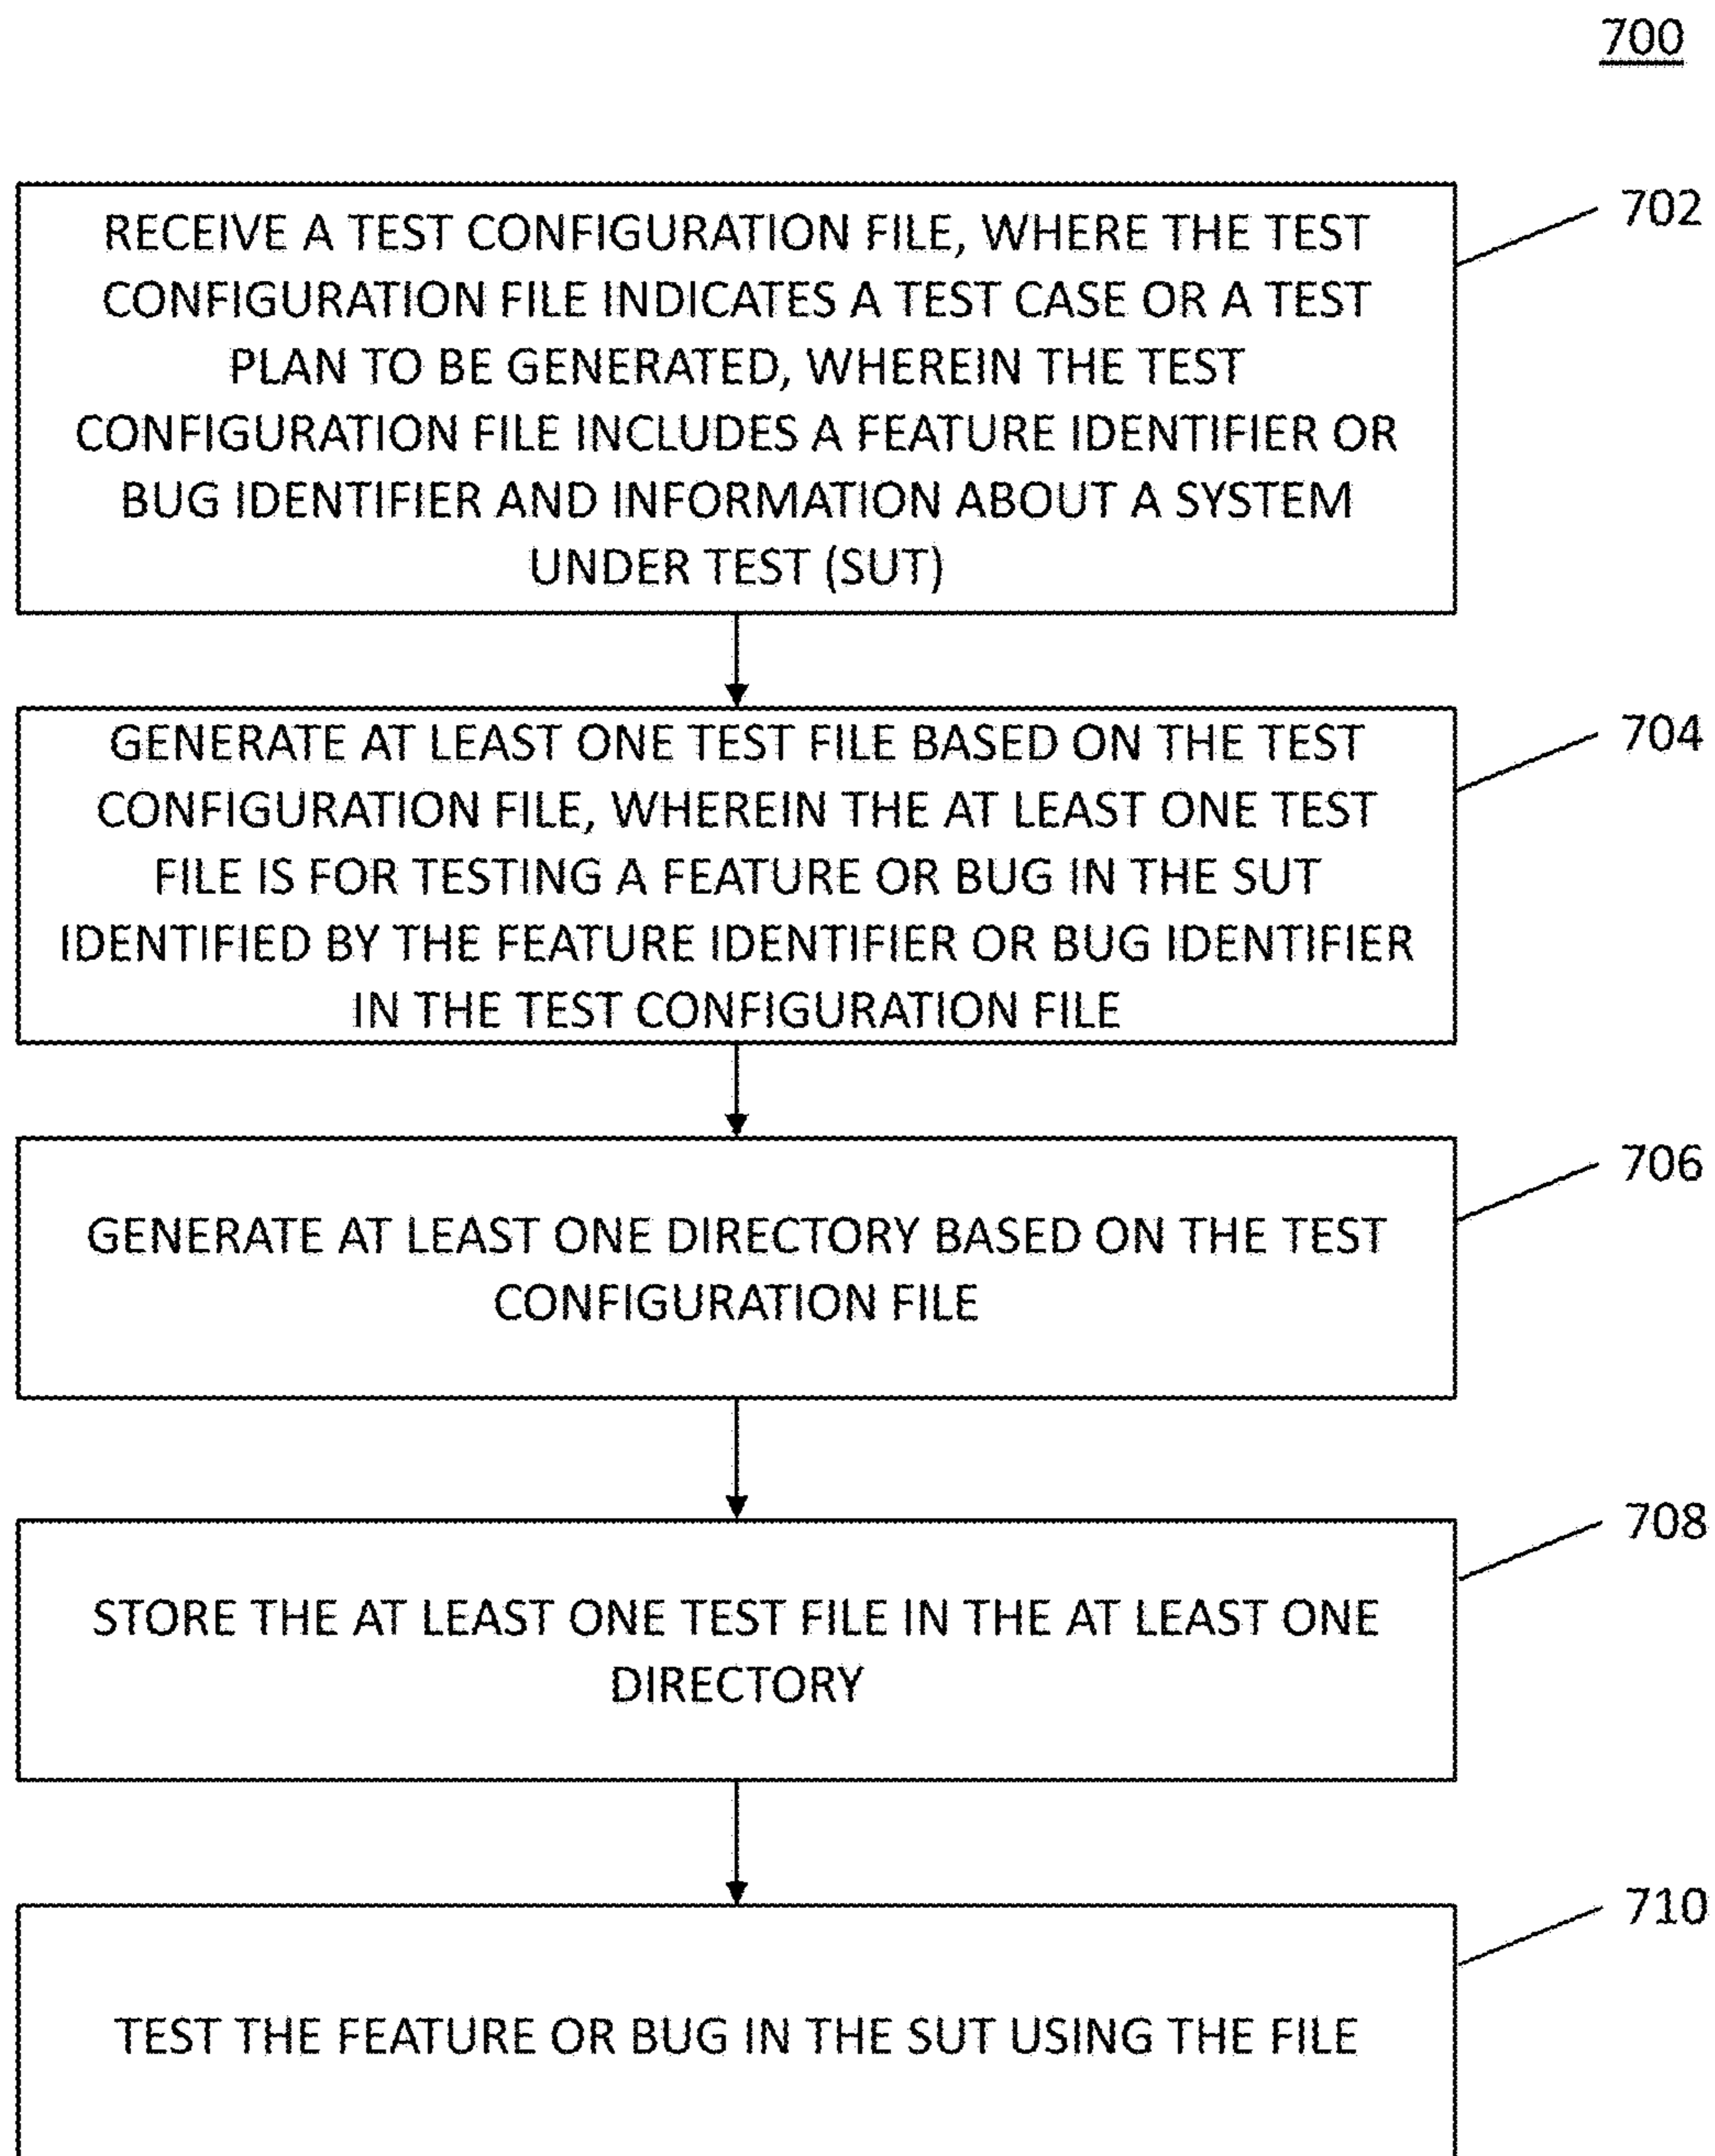 700
RECEIVE A TEST CONFIGURATION FILE, WHERE THE TEST
CONFIGURATION FILE INDICATES A TEST CASE OR A TEST
PLAN TO BE GENERATED, WHEREIN THE TEST
CONFIGURATION FILE INCLUDES A FEATURE IDENTIFIER OR
BUG IDENTIFIER AND INFORMATION ABOUT A SYSTEM
UNDER TEST (SUT)
702
GENERATE AT LEAST ONE TEST FILE BASED ON THE TEST
CONFIGURATION FILE, WHEREIN THE AT LEAST ONE TEST
FILE IS FOR TESTING A FEATURE OR BUG IN THE SUT
IDENTIFIED BY THE FEATURE IDENTIFIER OR BUG IDENTIFIER
IN THE TEST CONFIGURATION FILE
704
GENERATE AT LEAST ONE DIRECTORY BASED ON THE TEST
CONFIGURATION FILE
706
STORE THE AT LEAST ONE TEST FILE IN THE AT LEAST ONE
DIRECTORY
708
TEST THE FEATURE OR BUG IN THE SUT USING THE FILE
710